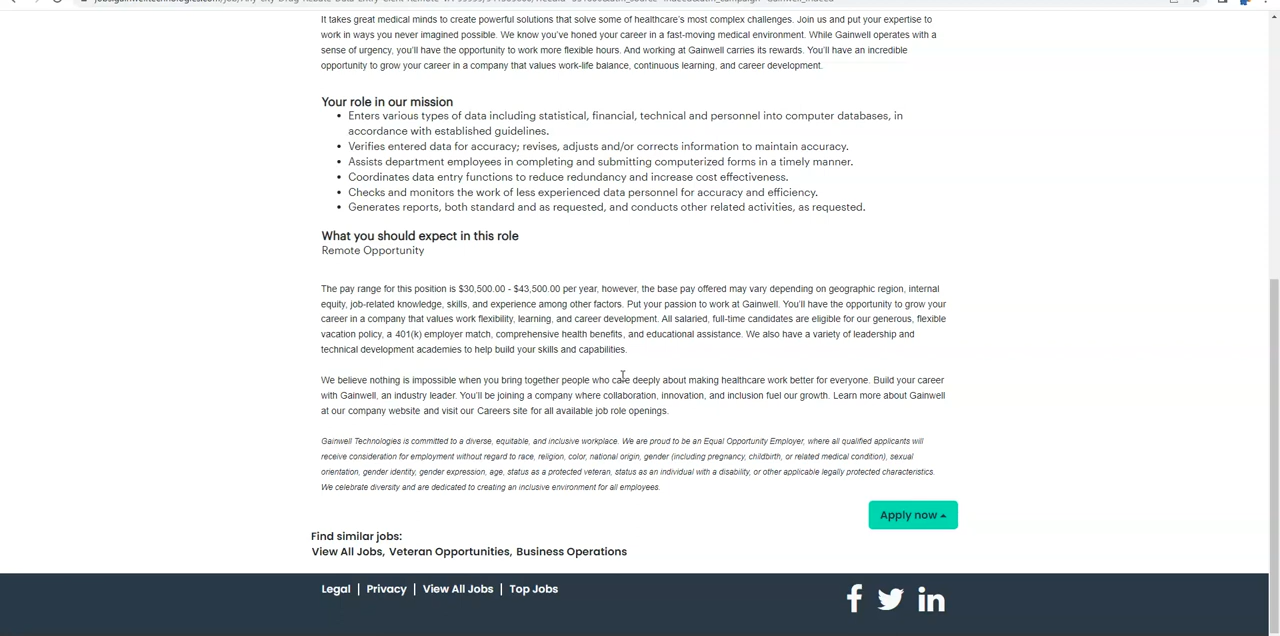 It takes great medical minds to create powerful solutions that solve some of healthcare's most complex challenges. Join us and put your expertise to
work in ways you never imagined possible. We know you've honed your career in a fast-moving medical environment. While Gainwell operates with a
sense of urgency, you'll have the opportunity to work more flexible hours. And working at Gainwell carries its rewards. You'll have an incredible
opportunity to grow your career in a company that values work-life balance, continuous learning, and career development.
Your role in our mission
• Enters various types of data including statistical, financial, technical and personnel into computer databases, in
accordance with established guidelines.
• Verifies entered data for accuracy; revises, adjusts and/or corrects information to maintain accuracy.
• Assists department employees in completing and submitting computerized forms in a timely manner.
• Coordinates data entry functions to reduce redundancy and increase cost effectiveness.
• Checks and monitors the work of less experienced data personnel for accuracy and efficiency.
• Generates reports, both standard and as requested, and conducts other related activities, as requested.
What you should expect in this role
Remote Opportunity
The pay range for this position is $30,500.00 - $43,500.00 per year, however, the base pay offered may vary depending on geographic region, internal
equity, job-related knowledge, skills, and experience among other factors. Put your passion to work at Gainwell. You'll have the opportunity to grow your
career in a company that values work flexibility, learning, and career development. All salaried, full-time candidates are eligible for our generous, flexible
vacation policy, a 401(k) employer match, comprehensive health benefits, and educational assistance. We also have a variety of leadership and
technical development academies to help build your skills and capabilities.
We believe nothing is impossible when you bring together people who care deeply about making healthcare work better for everyone. Build your career
with Gainwell, an industry leader. You'll be joining a company where collaboration, innovation, and inclusion fuel our growth. Learn more about Gainwell
at our company website and visit our Careers site for all available job role openings.
Gainwell Technologies is committed to a diverse, equitable, and inclusive workplace. We are proud to be an Equal Opportunity Employer, where all qualified applicants will
receive consideration for employment without regard to race, religion, color, national origin, gender (including pregnancy, childbirth, or related medical condition), sexual
orientation, gender identity, gender expression, age, status as a protected veteran, status as an individual with a disability, or other applicable legally protected characteristics.
We celebrate diversity and are dedicated to creating an inclusive environment for all employees.
Apply now
Find similar jobs:
View All Jobs, Veteran Opportunities, Business Operations
Legal | Privacy | View All Jobs | Top Jobs